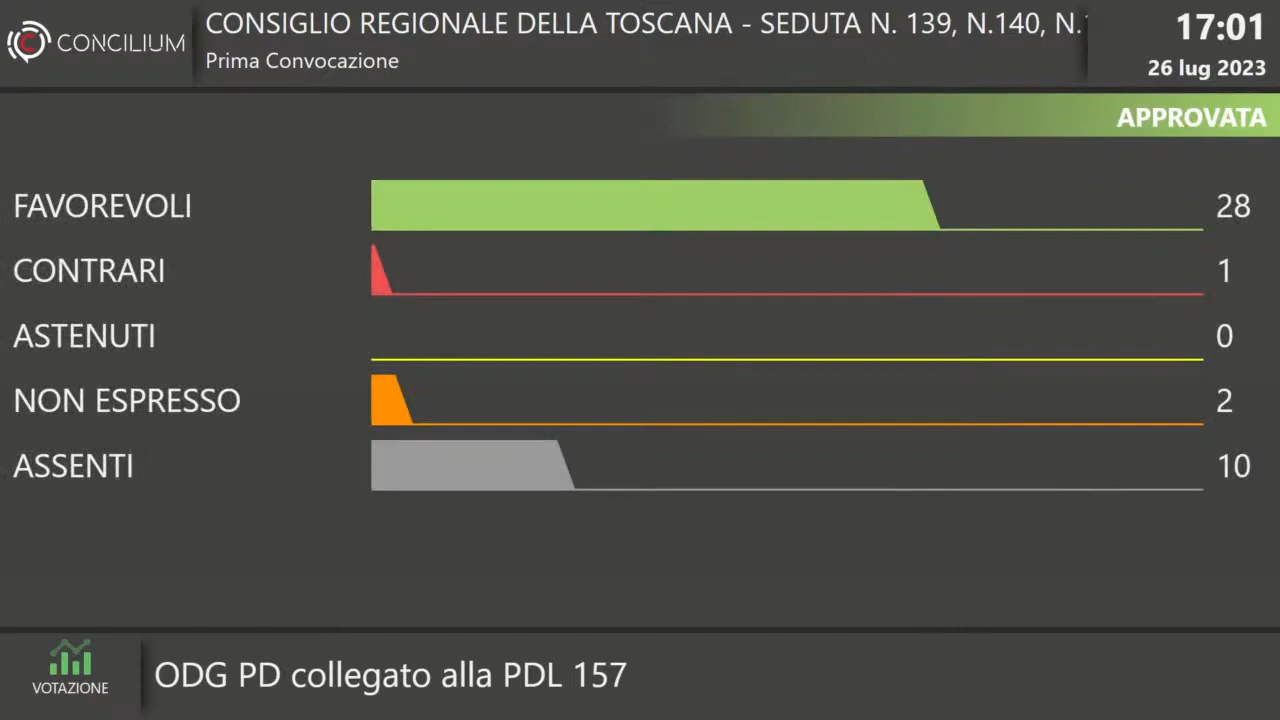 CONCILIUM
CONSIGLIO REGIONALE DELLA TOSCANA - SEDUTA N. 139, N.140, N.
Prima Convocazione
17:01
26 lug 2023
APPROVATA
FAVOREVOLI 28
CONTRARI 1
ASTENUTI 0
NON ESPRESSO 2
ASSENTI 10
VOTAZIONE
ODG PD collegato alla PDL 157